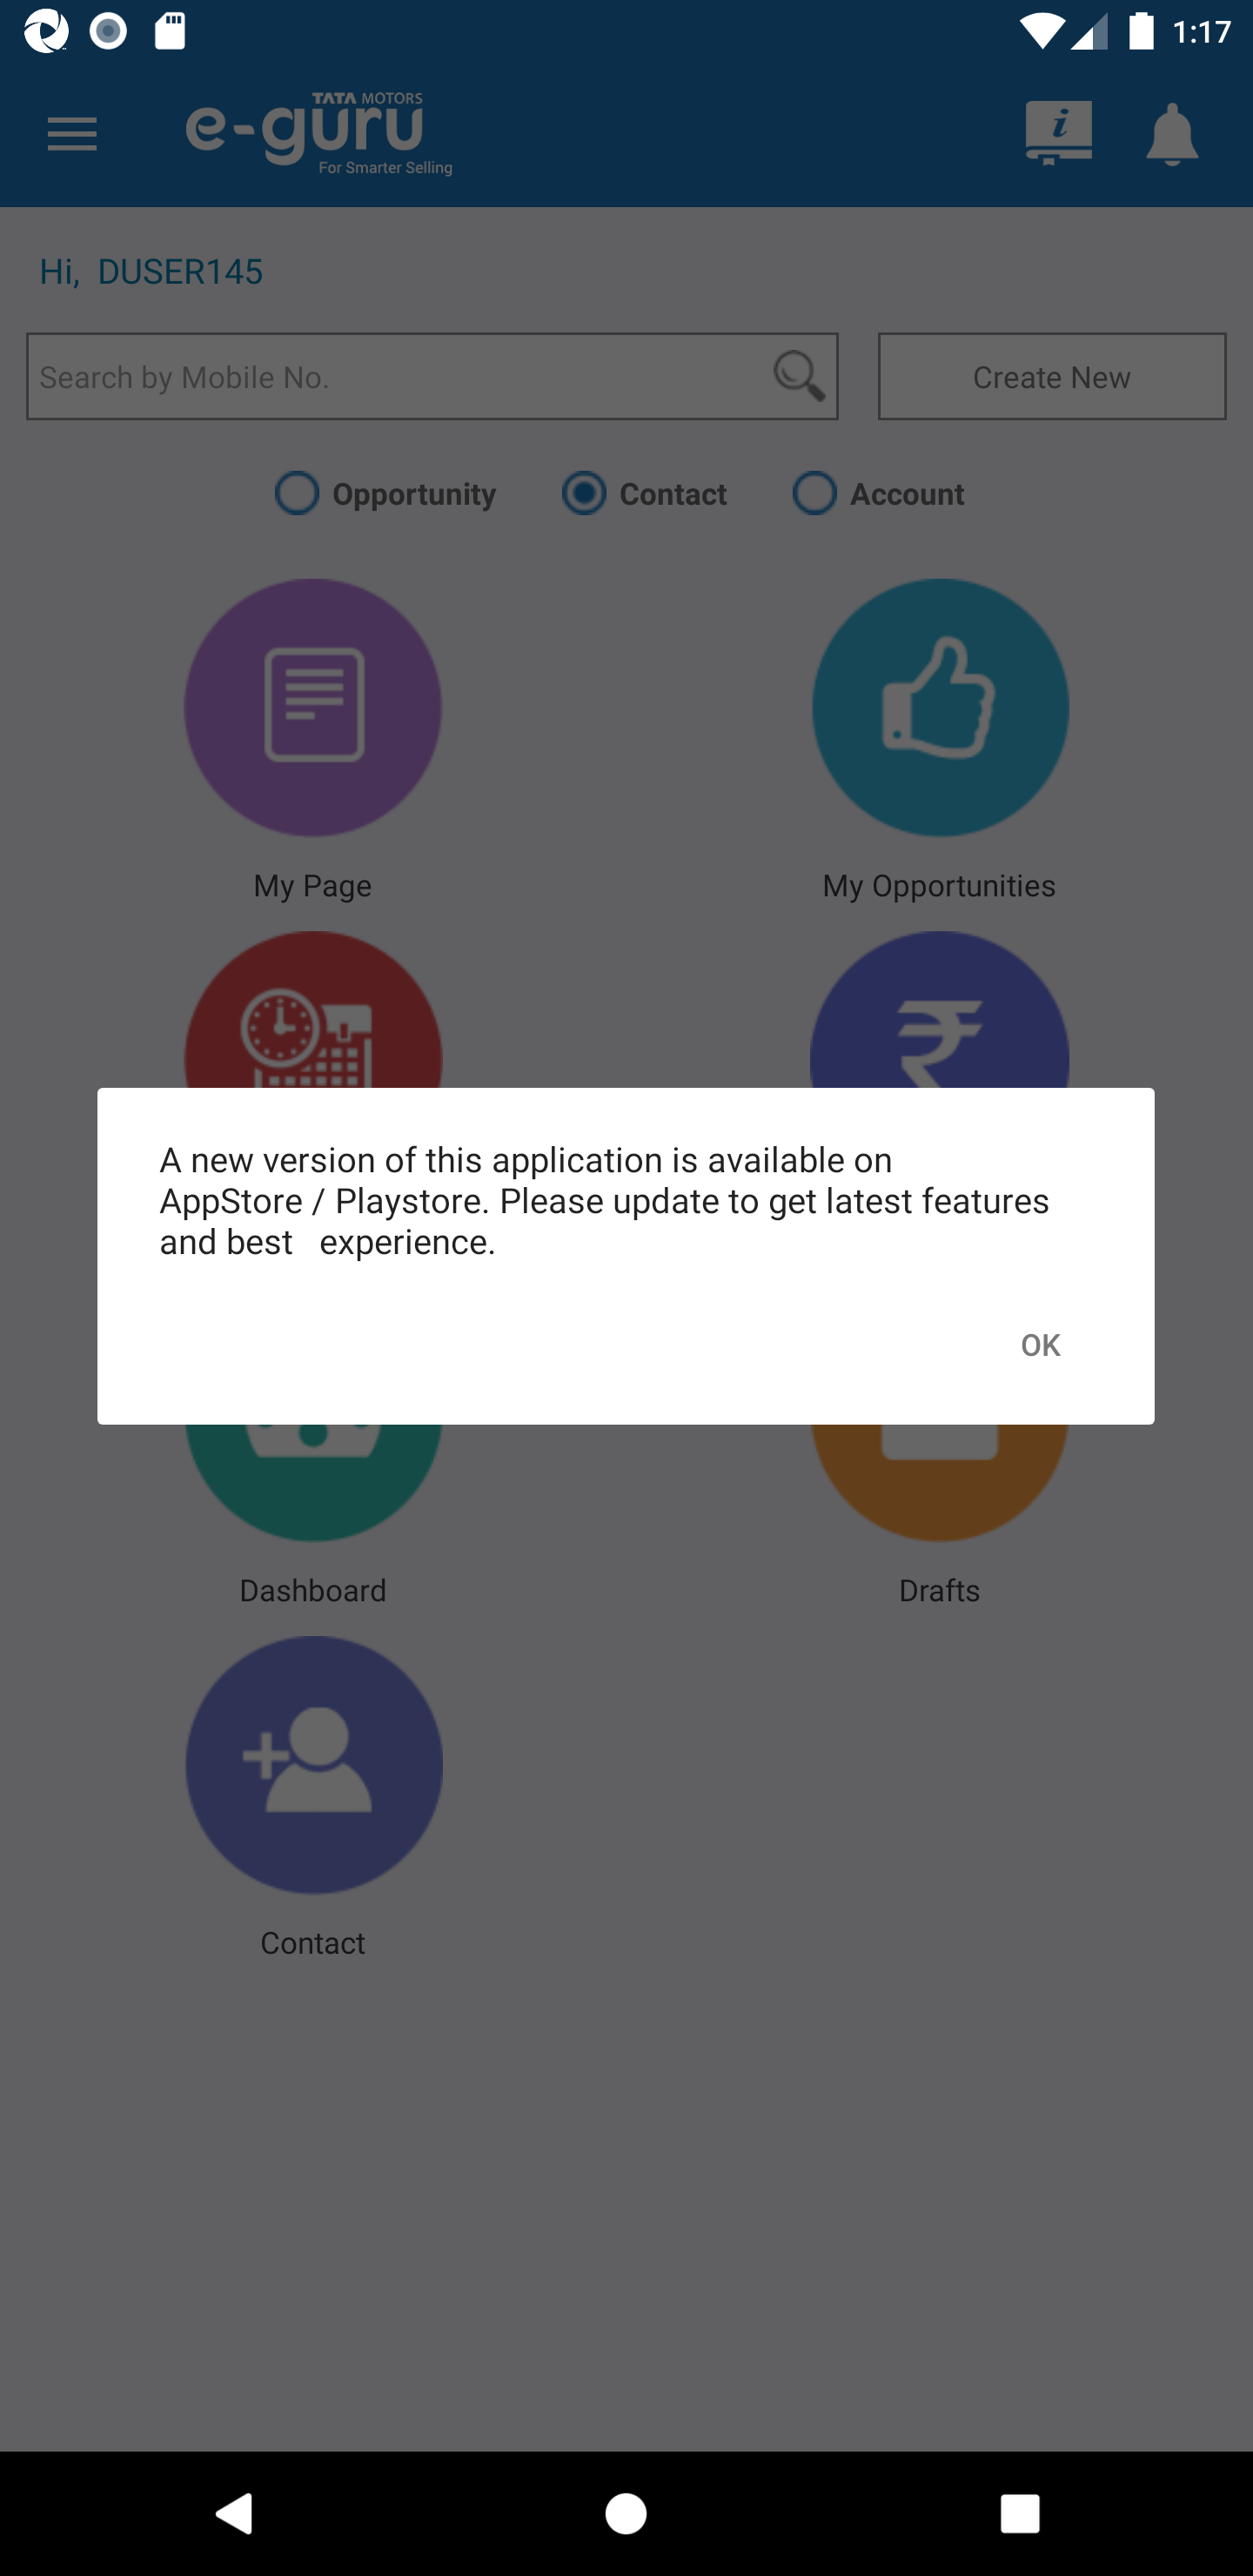 1:17
TATA MOTORS
e-guru
For Smarter Selling
i
Hi,  DUSER145
Search by Mobile No.
Create New
Opportunity
Contact
Account
My Page
My Opportunities
₹
A new version of this application is available on
AppStore / Playstore. Please update to get latest features
and best   experience.
OK
Dashboard
Drafts
Contact